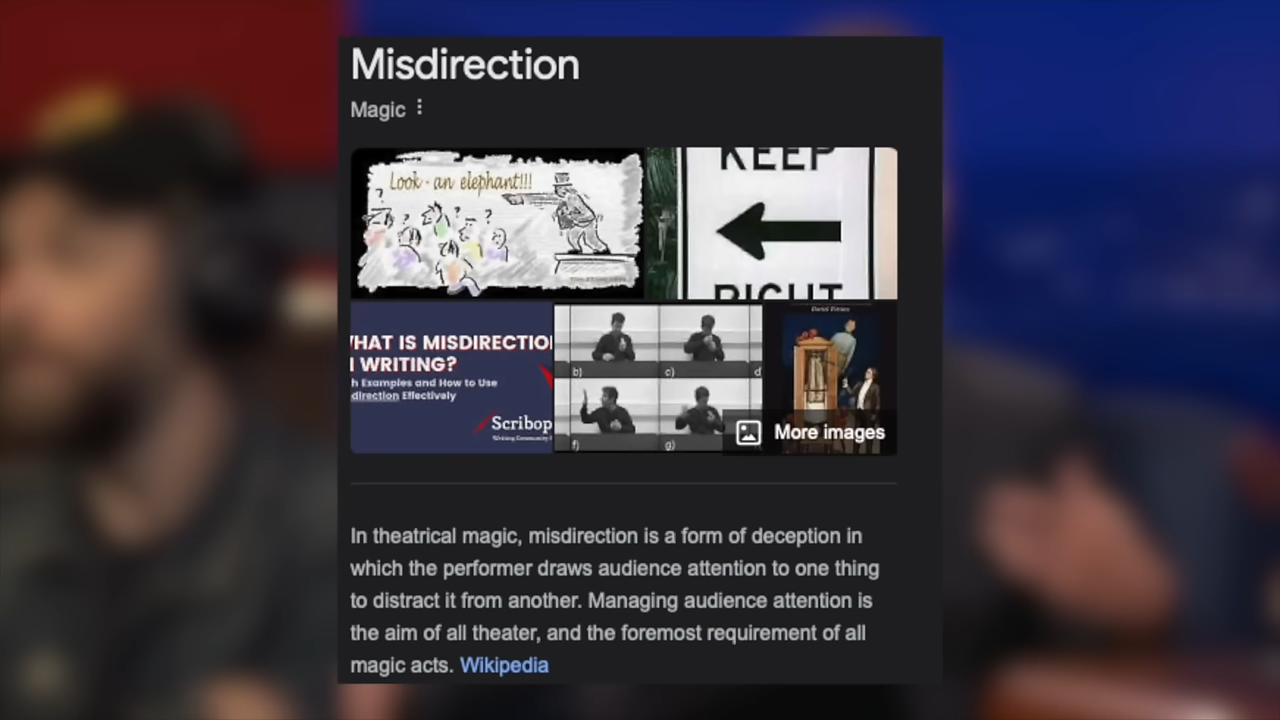 Misdirection
Magic
Look - an elephant!!!
KEEP
RIGHT
WHAT IS MISDIRECTION
IN WRITING?
h Examples and How to Use
direction Effectively
Scribop
b)
c)
d
f)
g)
More images
In theatrical magic, misdirection is a form of deception in
which the performer draws audience attention to one thing
to distract it from another. Managing audience attention is
the aim of all theater, and the foremost requirement of all
magic acts. Wikipedia